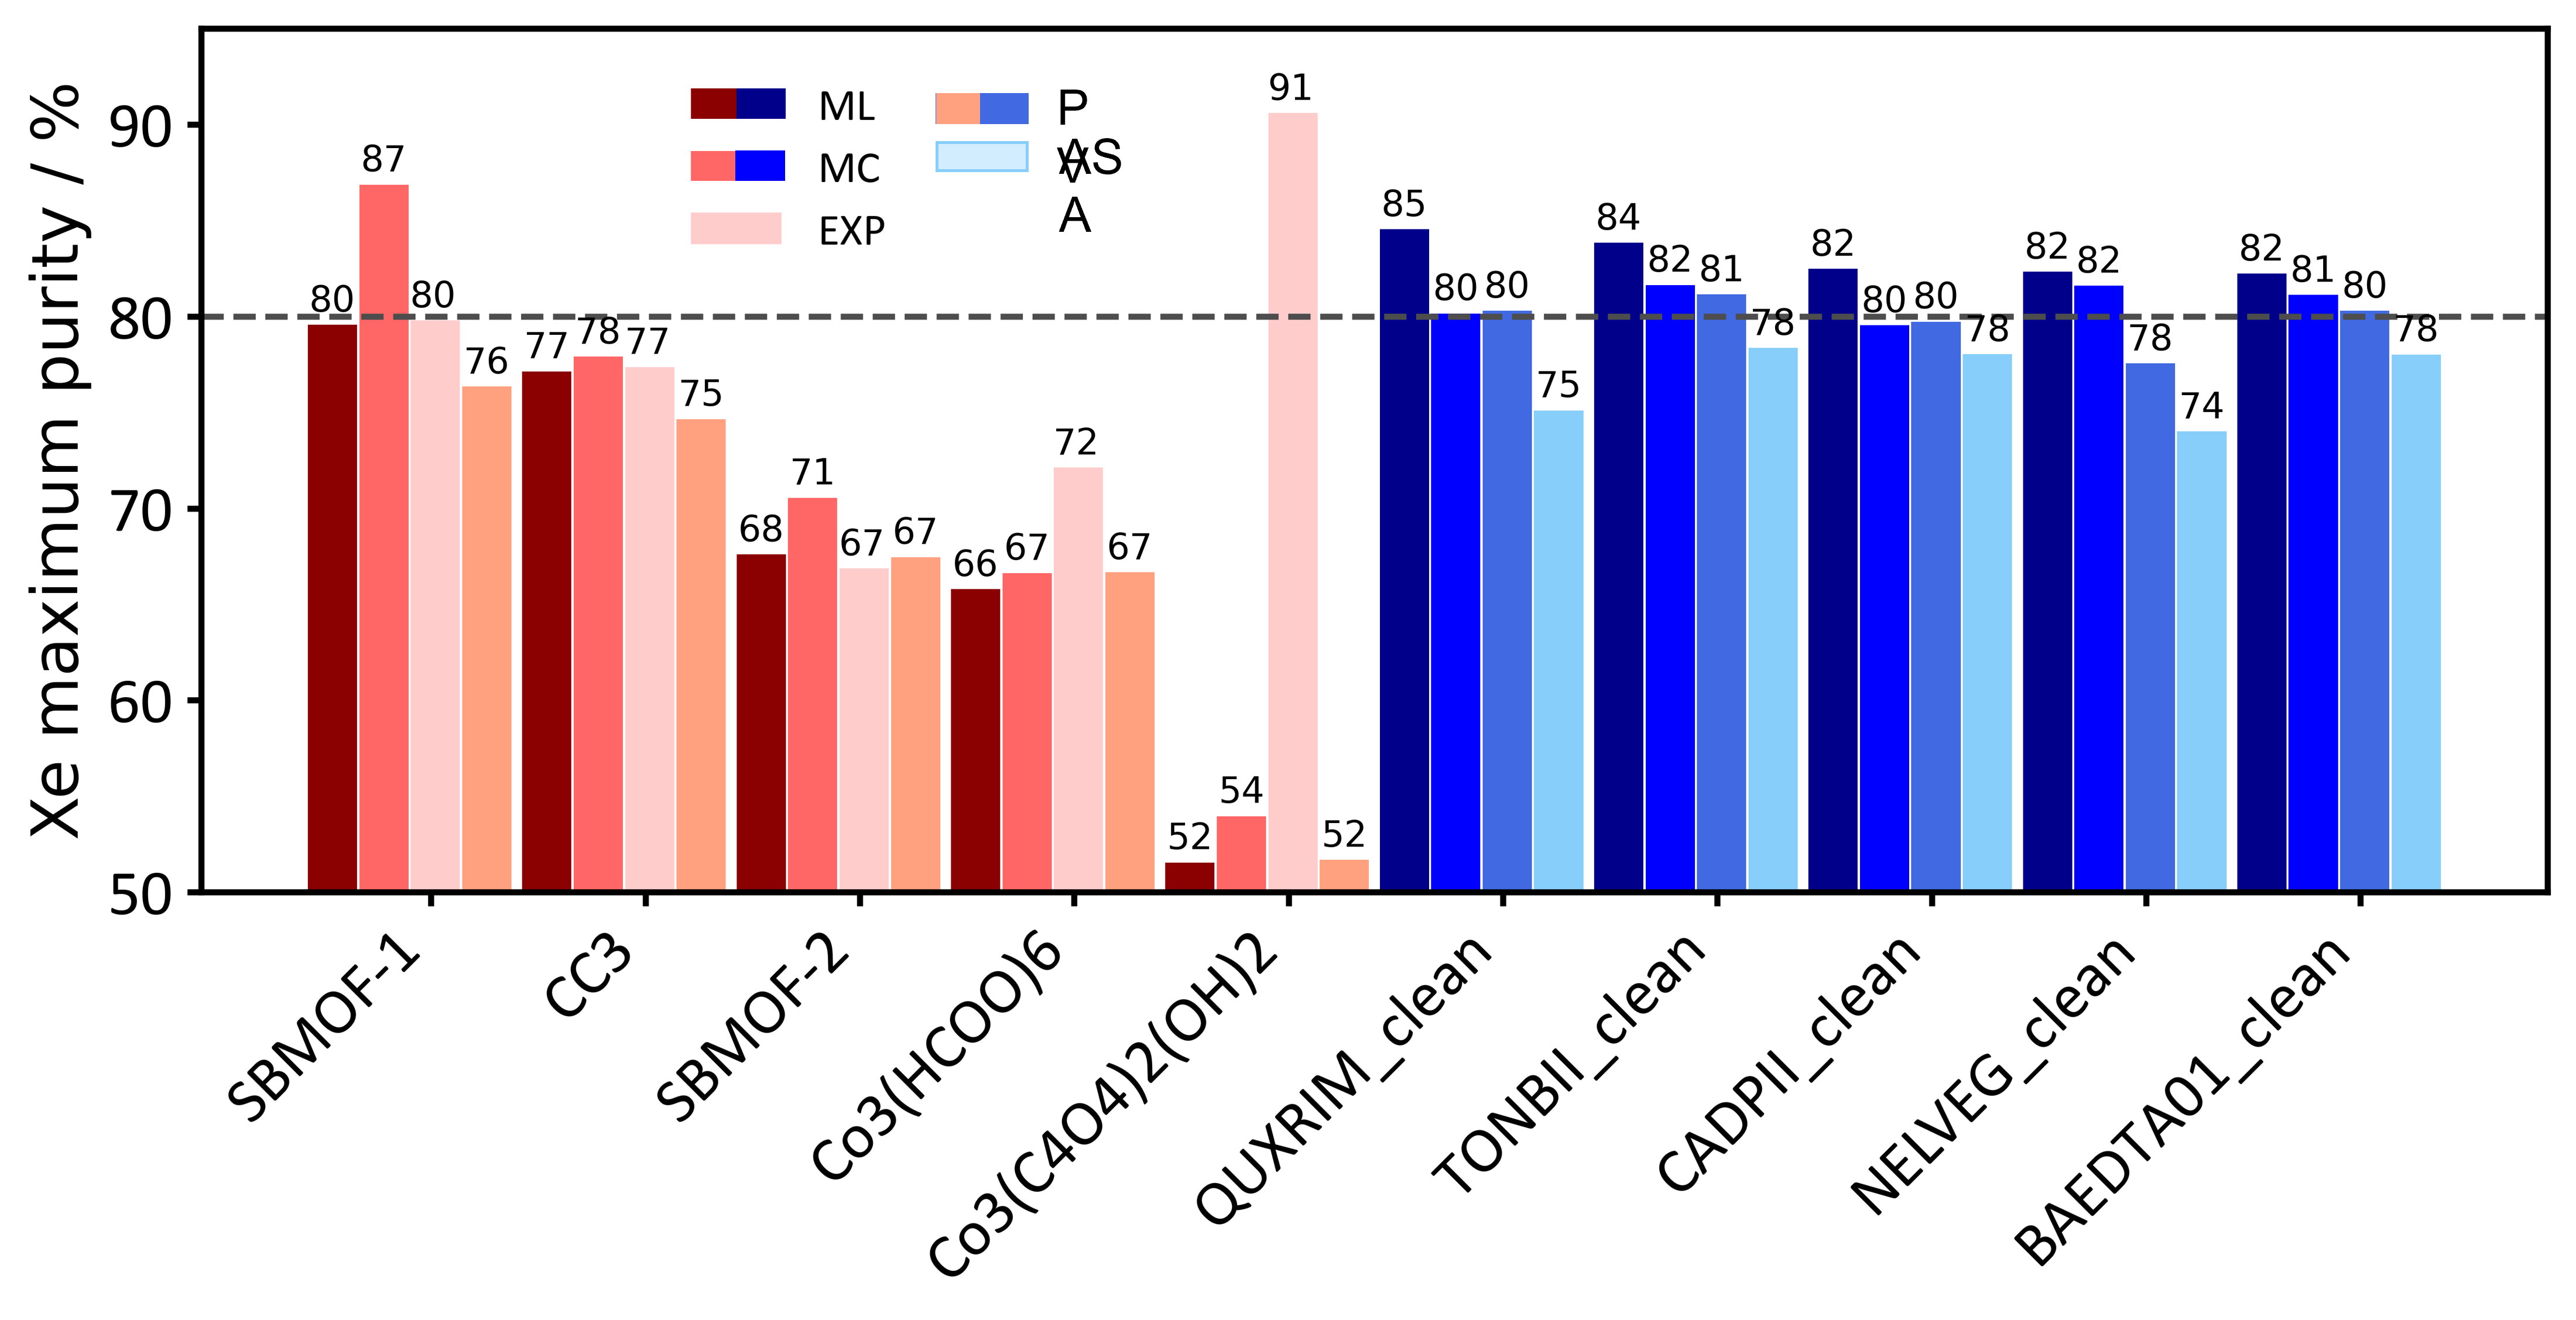 Xe maximum purity / %
90
80
70
60
50
ML
MC
EXP
P
V
A
AS
80
87
80
76
77
78
77
75
68
71
67
67
66
67
72
67
52
54
91
52
85
80
80
75
84
82
81
78
82
80
80
78
82
82
78
74
82
81
80
78
SBMOF-1
CC3
SBMOF-2
Co3(HCOO)6
Co3(C4O4)2(OH)2
QUXRIM_clean
TONBII_clean
CADPII_clean
NELVEG_clean
BAEDTA01_clean